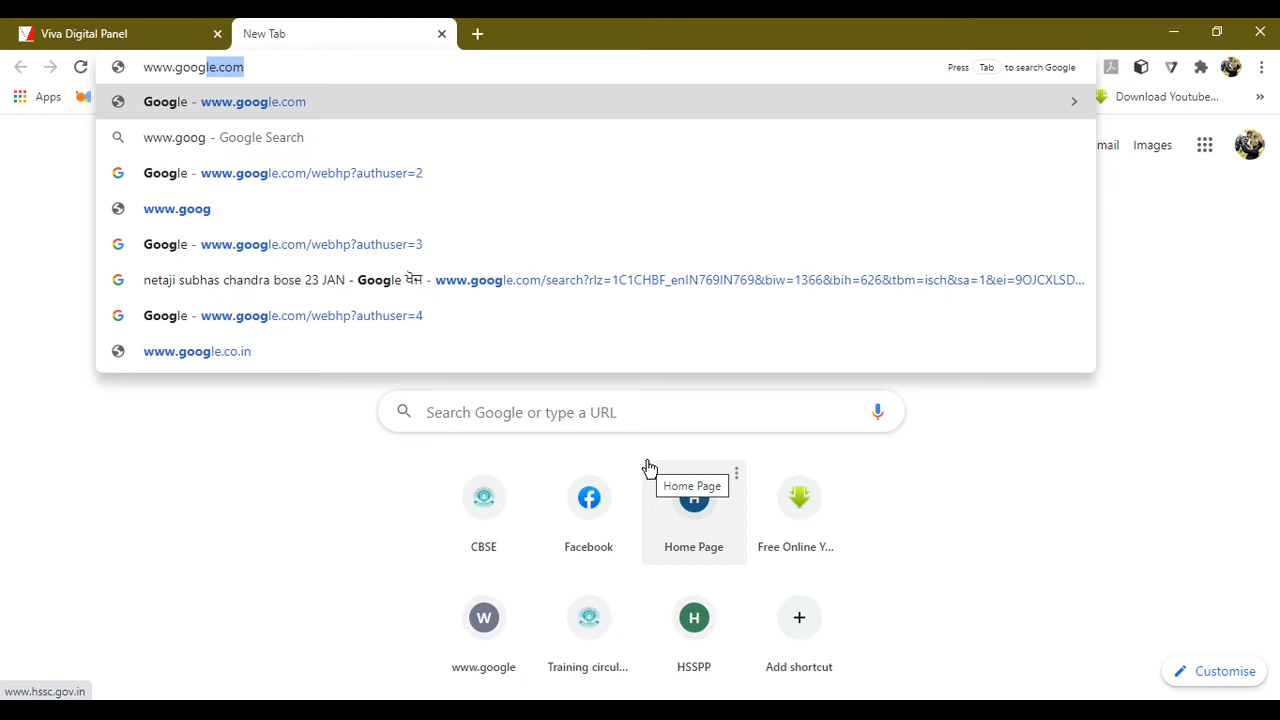 Viva Digital Panel
New Tab
www.google.com
Press Tab to search Google
Apps
Download Youtube...
»
Google - www.google.com
www.goog - Google Search
Google - www.google.com/webhp?authuser=2
www.goog
Google - www.google.com/webhp?authuser=3
netaji subhas chandra bose 23 JAN - Google ਖੋਜ - www.google.com/search?rlz=1C1CHBF_enIN769IN769&biw=1366&bih=626&tbm=isch&sa=1&ei=9OJCXLSD...
Google - www.google.com/webhp?authuser=4
www.google.co.in
mail Images
Search Google or type a URL
Home Page
H
CBSE Facebook Home Page Free Online Y...
W H
www.google Training circul... HSSPP Add shortcut
Customise
www.hssc.gov.in